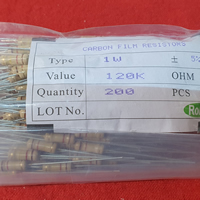 CARBON FILM RESISTORS
Type 1W ± 5%
Value 120K OHM
Quantity 200 PCS
LOT No.